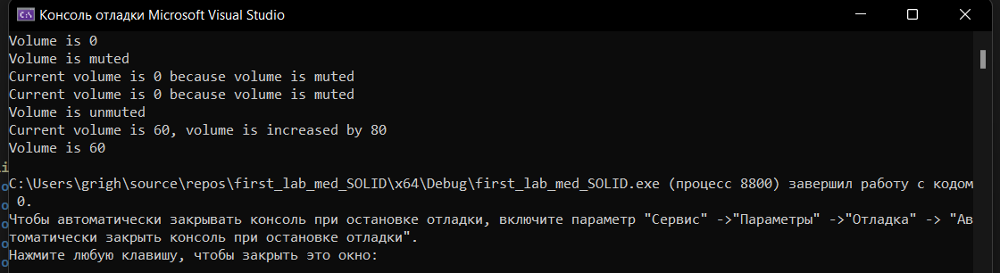 Консоль отладки Microsoft Visual Studio
Volume is 0
Volume is muted
Current volume is 0 because volume is muted
Current volume is 0 because volume is muted
Volume is unmuted
Current volume is 60, volume is increased by 80
Volume is 60
C:\Users\grigh\source\repos\first_lab_med_SOLID\x64\Debug\first_lab_med_SOLID.exe (процесс 8800) завершил работу с кодом
0.
Чтобы автоматически закрывать консоль при остановке отладки, включите параметр "Сервис" ->"Параметры" ->"Отладка" -> "Ав
томатически закрыть консоль при остановке отладки".
Нажмите любую клавишу, чтобы закрыть это окно: